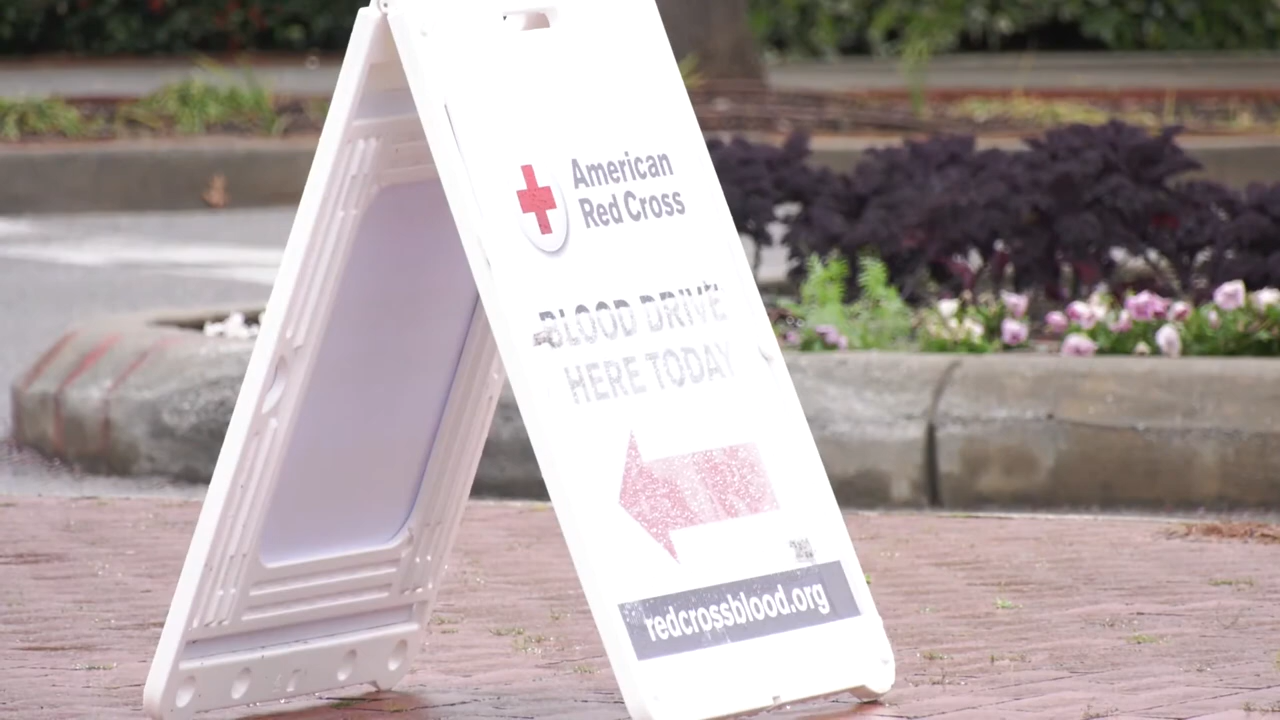 American
Red Cross
BLOOD DRIVE
HERE TODAY
redcrossblood.org